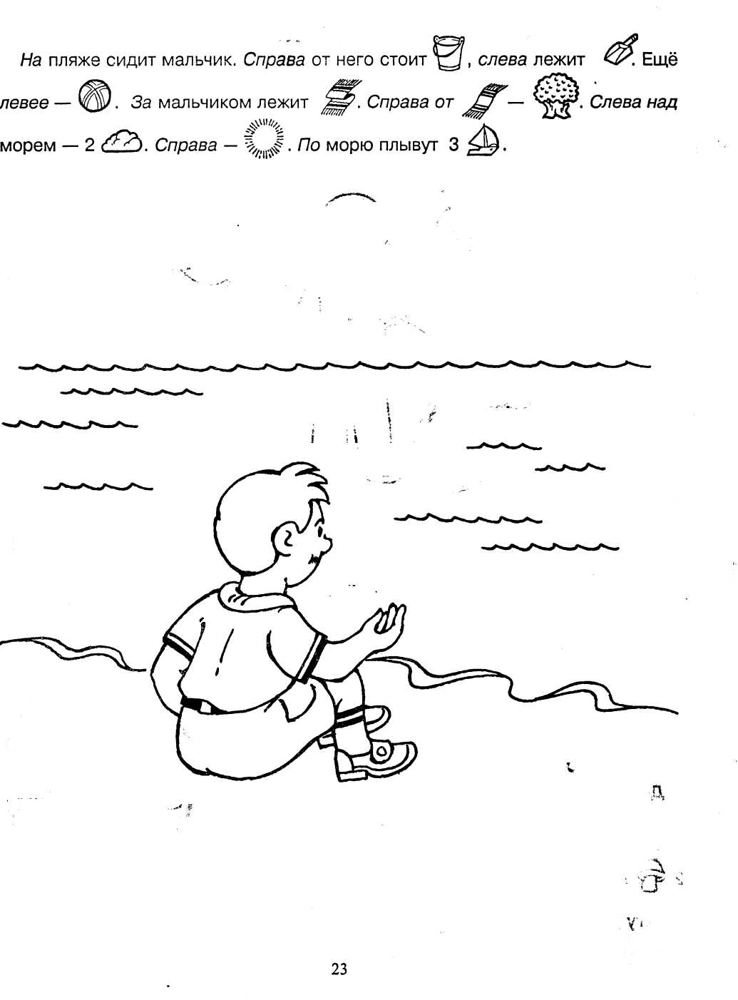 На пляже сидит мальчик. Справа от него стоит , слева лежит . Ещё
левее — . За мальчиком лежит . Справа от — . Слева над
морем — 2 . Справа — . По морю плывут 3 .
23